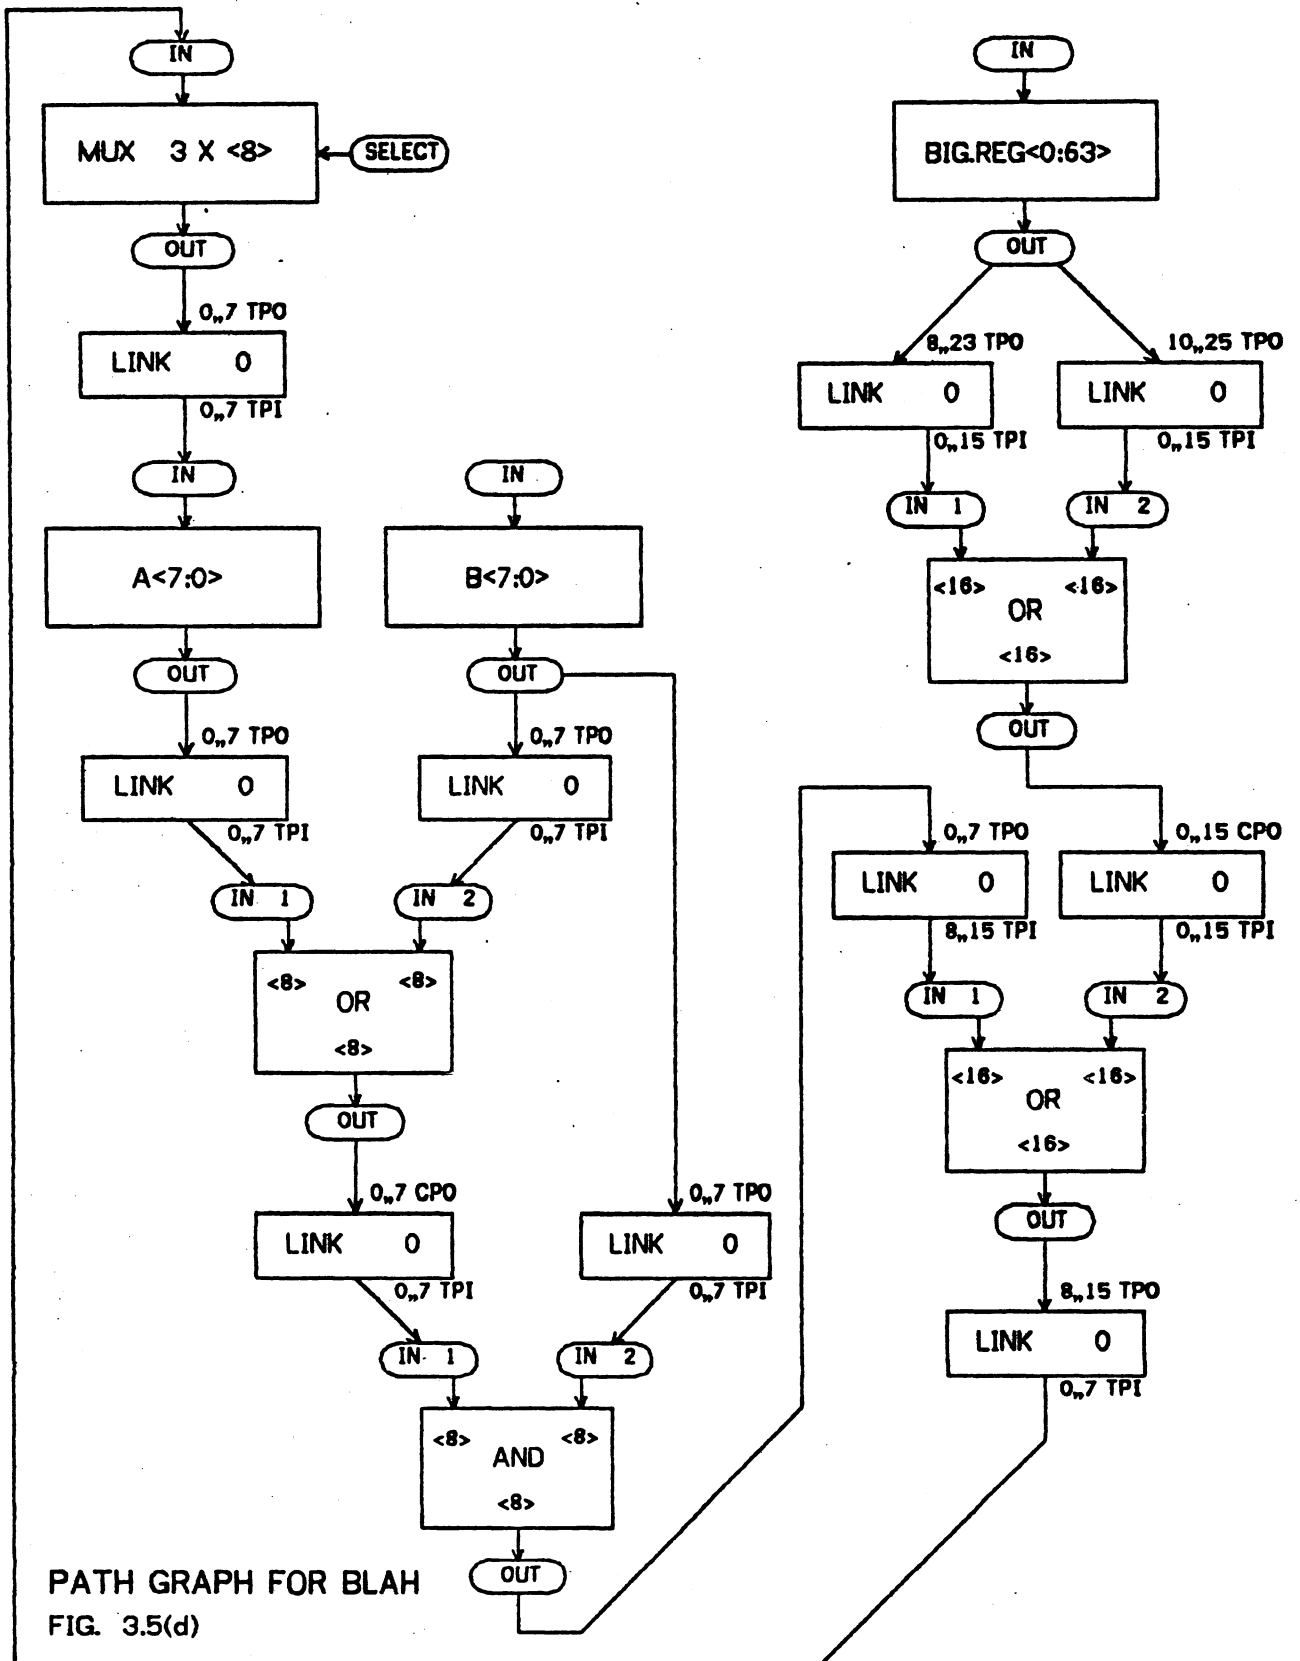 IN
MUX 3 X <8>
SELECT
OUT
0,,7 TPO
LINK 0
0,,7 TPI
IN
A<7:0>
OUT
0,,7 TPO
LINK 0
0,,7 TPI
IN 1
IN
B<7:0>
OUT
0,,7 TPO
LINK 0
0,,7 TPI
IN 2
<8> <8>
OR
<8>
OUT
0,,7 CPO
LINK 0
0,,7 TPI
IN 1
0,,7 TPO
LINK 0
0,,7 TPI
IN 2
<8> <8>
AND
<8>
OUT
IN
BIG.REG<0:63>
OUT
8,,23 TPO
LINK 0
0,,15 TPI
IN 1
10,,25 TPO
LINK 0
0,,15 TPI
IN 2
<16> <16>
OR
<16>
OUT
0,,7 TPO
LINK 0
8,,15 TPI
IN 1
0,,15 CPO
LINK 0
0,,15 TPI
IN 2
<16> <16>
OR
<16>
OUT
8,,15 TPO
LINK 0
0,,7 TPI
PATH GRAPH FOR BLAH
FIG. 3.5(d)